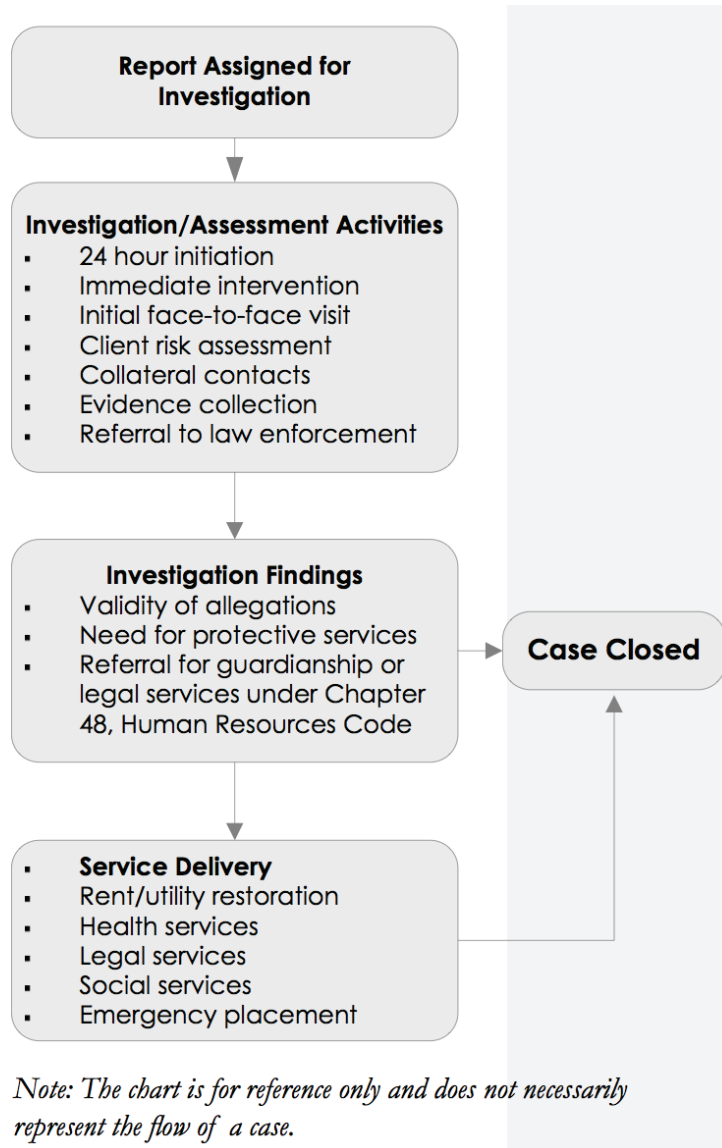 Report Assigned for
Investigation
Investigation/Assessment Activities
▪ 24 hour initiation
▪ Immediate intervention
▪ Initial face-to-face visit
▪ Client risk assessment
▪ Collateral contacts
▪ Evidence collection
▪ Referral to law enforcement
Investigation Findings
▪ Validity of allegations
▪ Need for protective services
▪ Referral for guardianship or
legal services under Chapter
48, Human Resources Code
Case Closed
▪ Service Delivery
▪ Rent/utility restoration
▪ Health services
▪ Legal services
▪ Social services
▪ Emergency placement
Note: The chart is for reference only and does not necessarily
represent the flow of a case.